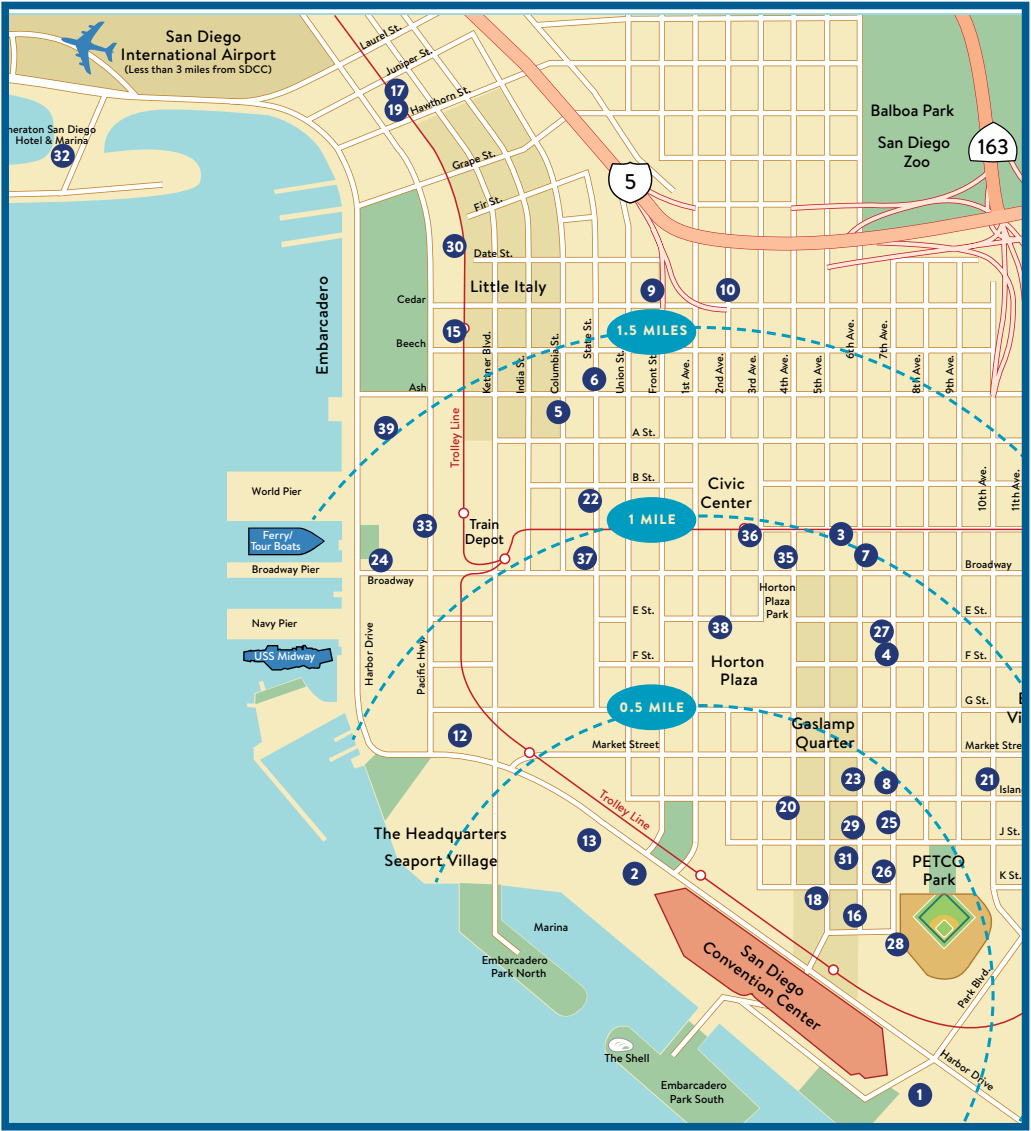 San Diego
International Airport
(Less than 3 miles from SDCC)
Laurel St.
Juniper St.
17
19
Hawthorn St.
Grape St.
Fir St.
Balboa Park
San Diego
Zoo
163
5
neraton San Diego
Hotel & Marina
32
30
Date St.
Little Italy
9
10
Embarcadero
Cedar
15
Beech
Ash
1.5 MILES
Kettner Blvd.
India St.
Columbia St.
State St.
Union St.
Front St.
1st Ave.
2nd Ave.
3rd Ave.
4th Ave.
5th Ave.
6th Ave.
7th Ave.
8th Ave.
9th Ave.
10th Ave.
11th Ave.
6
5
39
Trolley Line
A St.
B St.
Civic
Center
World Pier
22
1 MILE
33
Train
Depot
36
3
Ferry/
Tour Boats
24
37
35
7
Broadway Pier
Broadway
Broadway
Horton
Plaza
Park
E St.
E St.
Navy Pier
38
27
USS Midway
Harbor Drive
Pacific Hwy.
F St.
4
F St.
Horton
Plaza
0.5 MILE
G St.
E
Vi
12
Market Street
Gaslamp
Quarter
Market Stre
23
8
21
Islan
Trolley Line
20
29
25
J St.
The Headquarters
Seaport Village
13
2
31
26
PETCO
Park
K St.
18
16
28
Marina
Embarcadero
Park North
San Diego
Convention Center
Park Blvd.
The Shell
Embarcadero
Park South
Harbor Drive
1